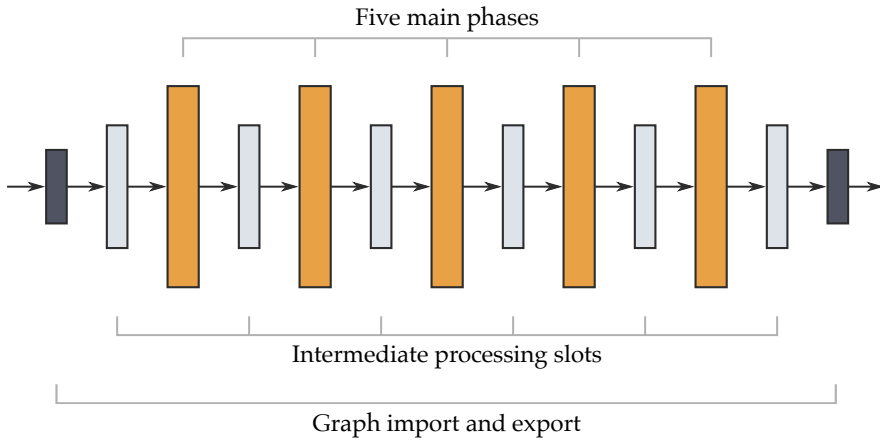 Five main phases
Intermediate processing slots
Graph import and export